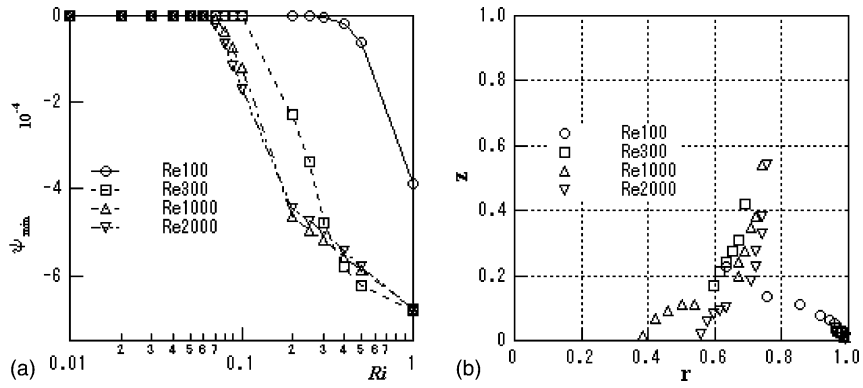 0
-2
10⁻⁴
-4
ψ min
-6
Re100
Re300
Re1000
Re2000
(a)
0.01 2 3 4 5 6 7 0.1 2 3 4 5 6 7 1
Ri
1.0
0.8
0.6
z
0.4
0.2
0
Re100
Re300
Re1000
Re2000
(b)
0 0.2 0.4 0.6 0.8 1.0
r